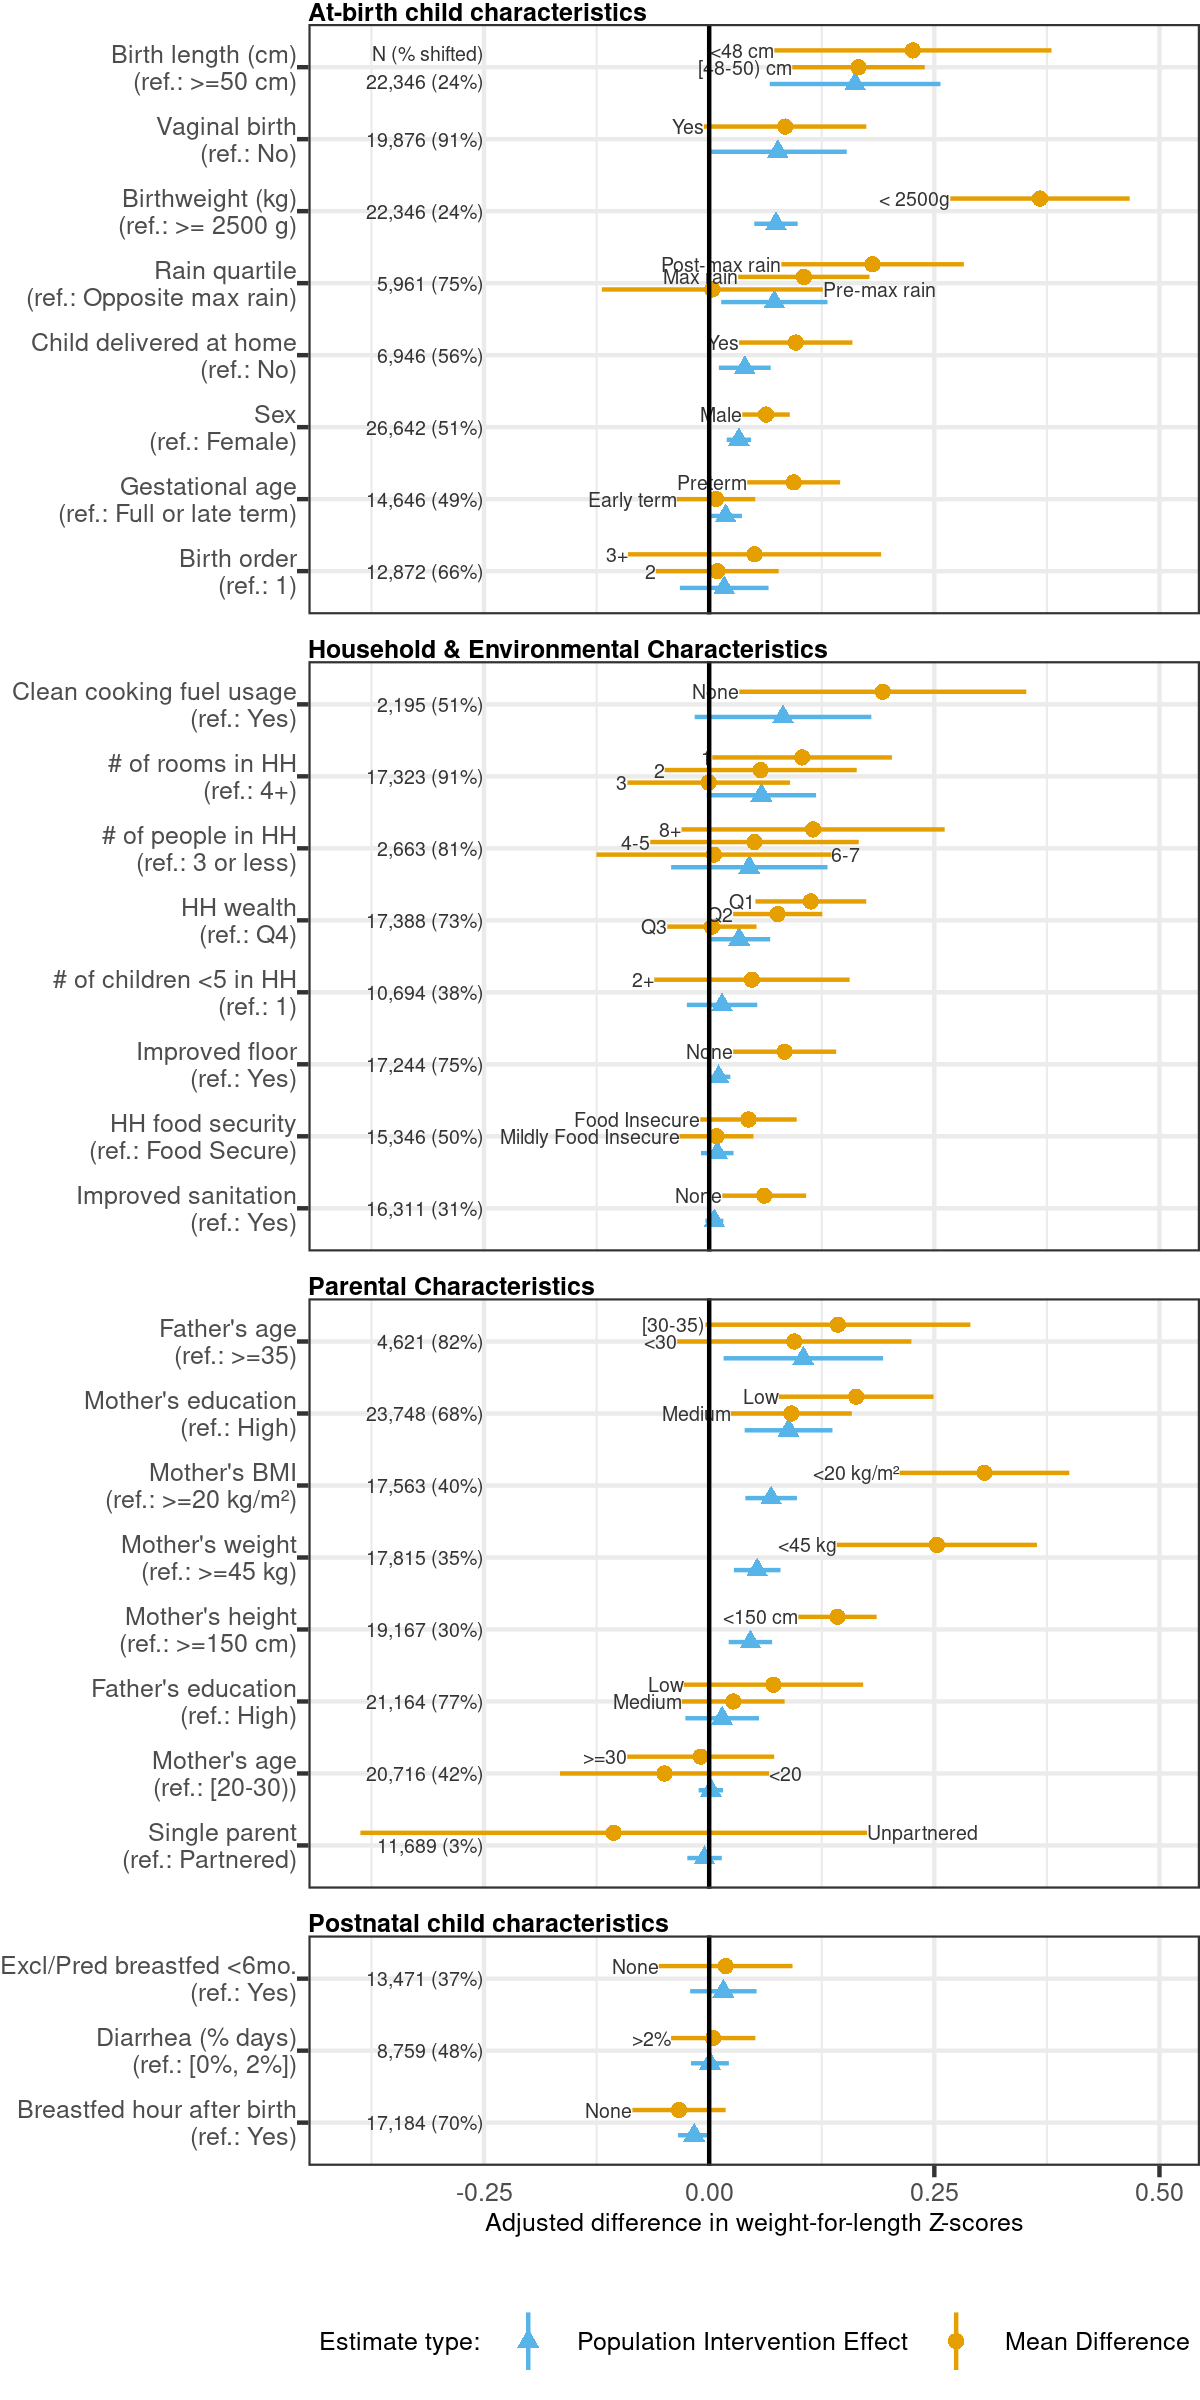 At-birth child characteristics
Birth length (cm)
(ref.: >=50 cm)
N (% shifted)
22,346 (24%)
<48 cm
[48-50) cm
Vaginal birth
(ref.: No)
19,876 (91%)
Yes
Birthweight (kg)
(ref.: >= 2500 g)
22,346 (24%)
< 2500g
Rain quartile
(ref.: Opposite max rain)
5,961 (75%)
Post-max rain
Max rain
Pre-max rain
Child delivered at home
(ref.: No)
6,946 (56%)
Yes
Sex
(ref.: Female)
26,642 (51%)
Male
Gestational age
(ref.: Full or late term)
14,646 (49%)
Preterm
Early term
Birth order
(ref.: 1)
12,872 (66%)
3+
2
Household & Environmental Characteristics
Clean cooking fuel usage
(ref.: Yes)
2,195 (51%)
None
# of rooms in HH
(ref.: 4+)
17,323 (91%)
1
2
3
# of people in HH
(ref.: 3 or less)
2,663 (81%)
8+
4-5
6-7
HH wealth
(ref.: Q4)
17,388 (73%)
Q1
Q2
Q3
# of children <5 in HH
(ref.: 1)
10,694 (38%)
2+
Improved floor
(ref.: Yes)
17,244 (75%)
None
HH food security
(ref.: Food Secure)
15,346 (50%)
Food Insecure
Mildly Food Insecure
Improved sanitation
(ref.: Yes)
16,311 (31%)
None
Parental Characteristics
Father's age
(ref.: >=35)
4,621 (82%)
[30-35)
<30
Mother's education
(ref.: High)
23,748 (68%)
Low
Medium
Mother's BMI
(ref.: >=20 kg/m²)
17,563 (40%)
<20 kg/m²
Mother's weight
(ref.: >=45 kg)
17,815 (35%)
<45 kg
Mother's height
(ref.: >=150 cm)
19,167 (30%)
<150 cm
Father's education
(ref.: High)
21,164 (77%)
Low
Medium
Mother's age
(ref.: [20-30))
20,716 (42%)
>=30
<20
Single parent
(ref.: Partnered)
11,689 (3%)
Unpartnered
Postnatal child characteristics
Excl/Pred breastfed <6mo.
(ref.: Yes)
13,471 (37%)
None
Diarrhea (% days)
(ref.: [0%, 2%])
8,759 (48%)
>2%
Breastfed hour after birth
(ref.: Yes)
17,184 (70%)
None
-0.25 0.00 0.25 0.50
Adjusted difference in weight-for-length Z-scores
Estimate type: Population Intervention Effect Mean Difference